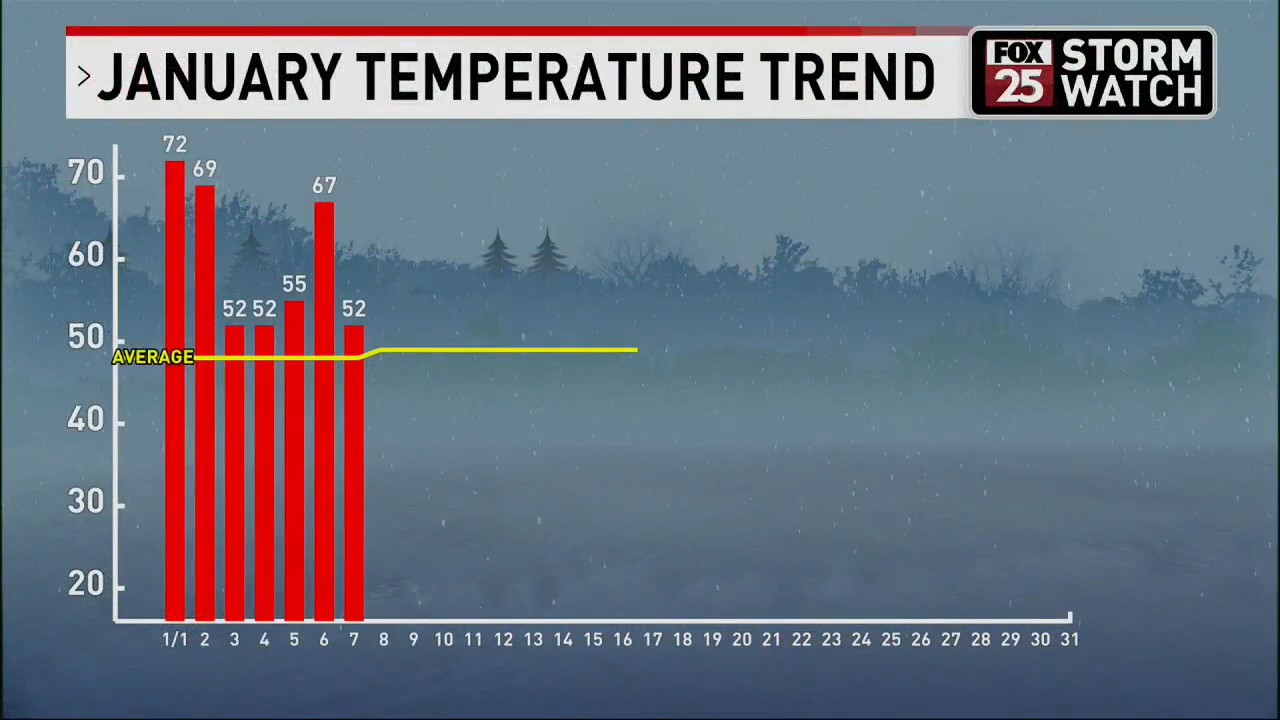 > JANUARY TEMPERATURE TREND
FOX 25
STORM WATCH
72
69
52
52
55
67
52
70
60
50
40
30
20
AVERAGE
1/1 2 3 4 5 6 7 8 9 10 11 12 13 14 15 16 17 18 19 20 21 22 23 24 25 26 27 28 29 30 31